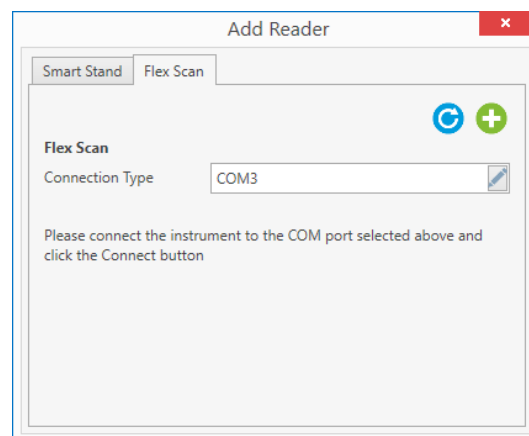 Add Reader
Smart Stand
Flex Scan
Flex Scan
Connection Type
COM3
Please connect the instrument to the COM port selected above and
click the Connect button